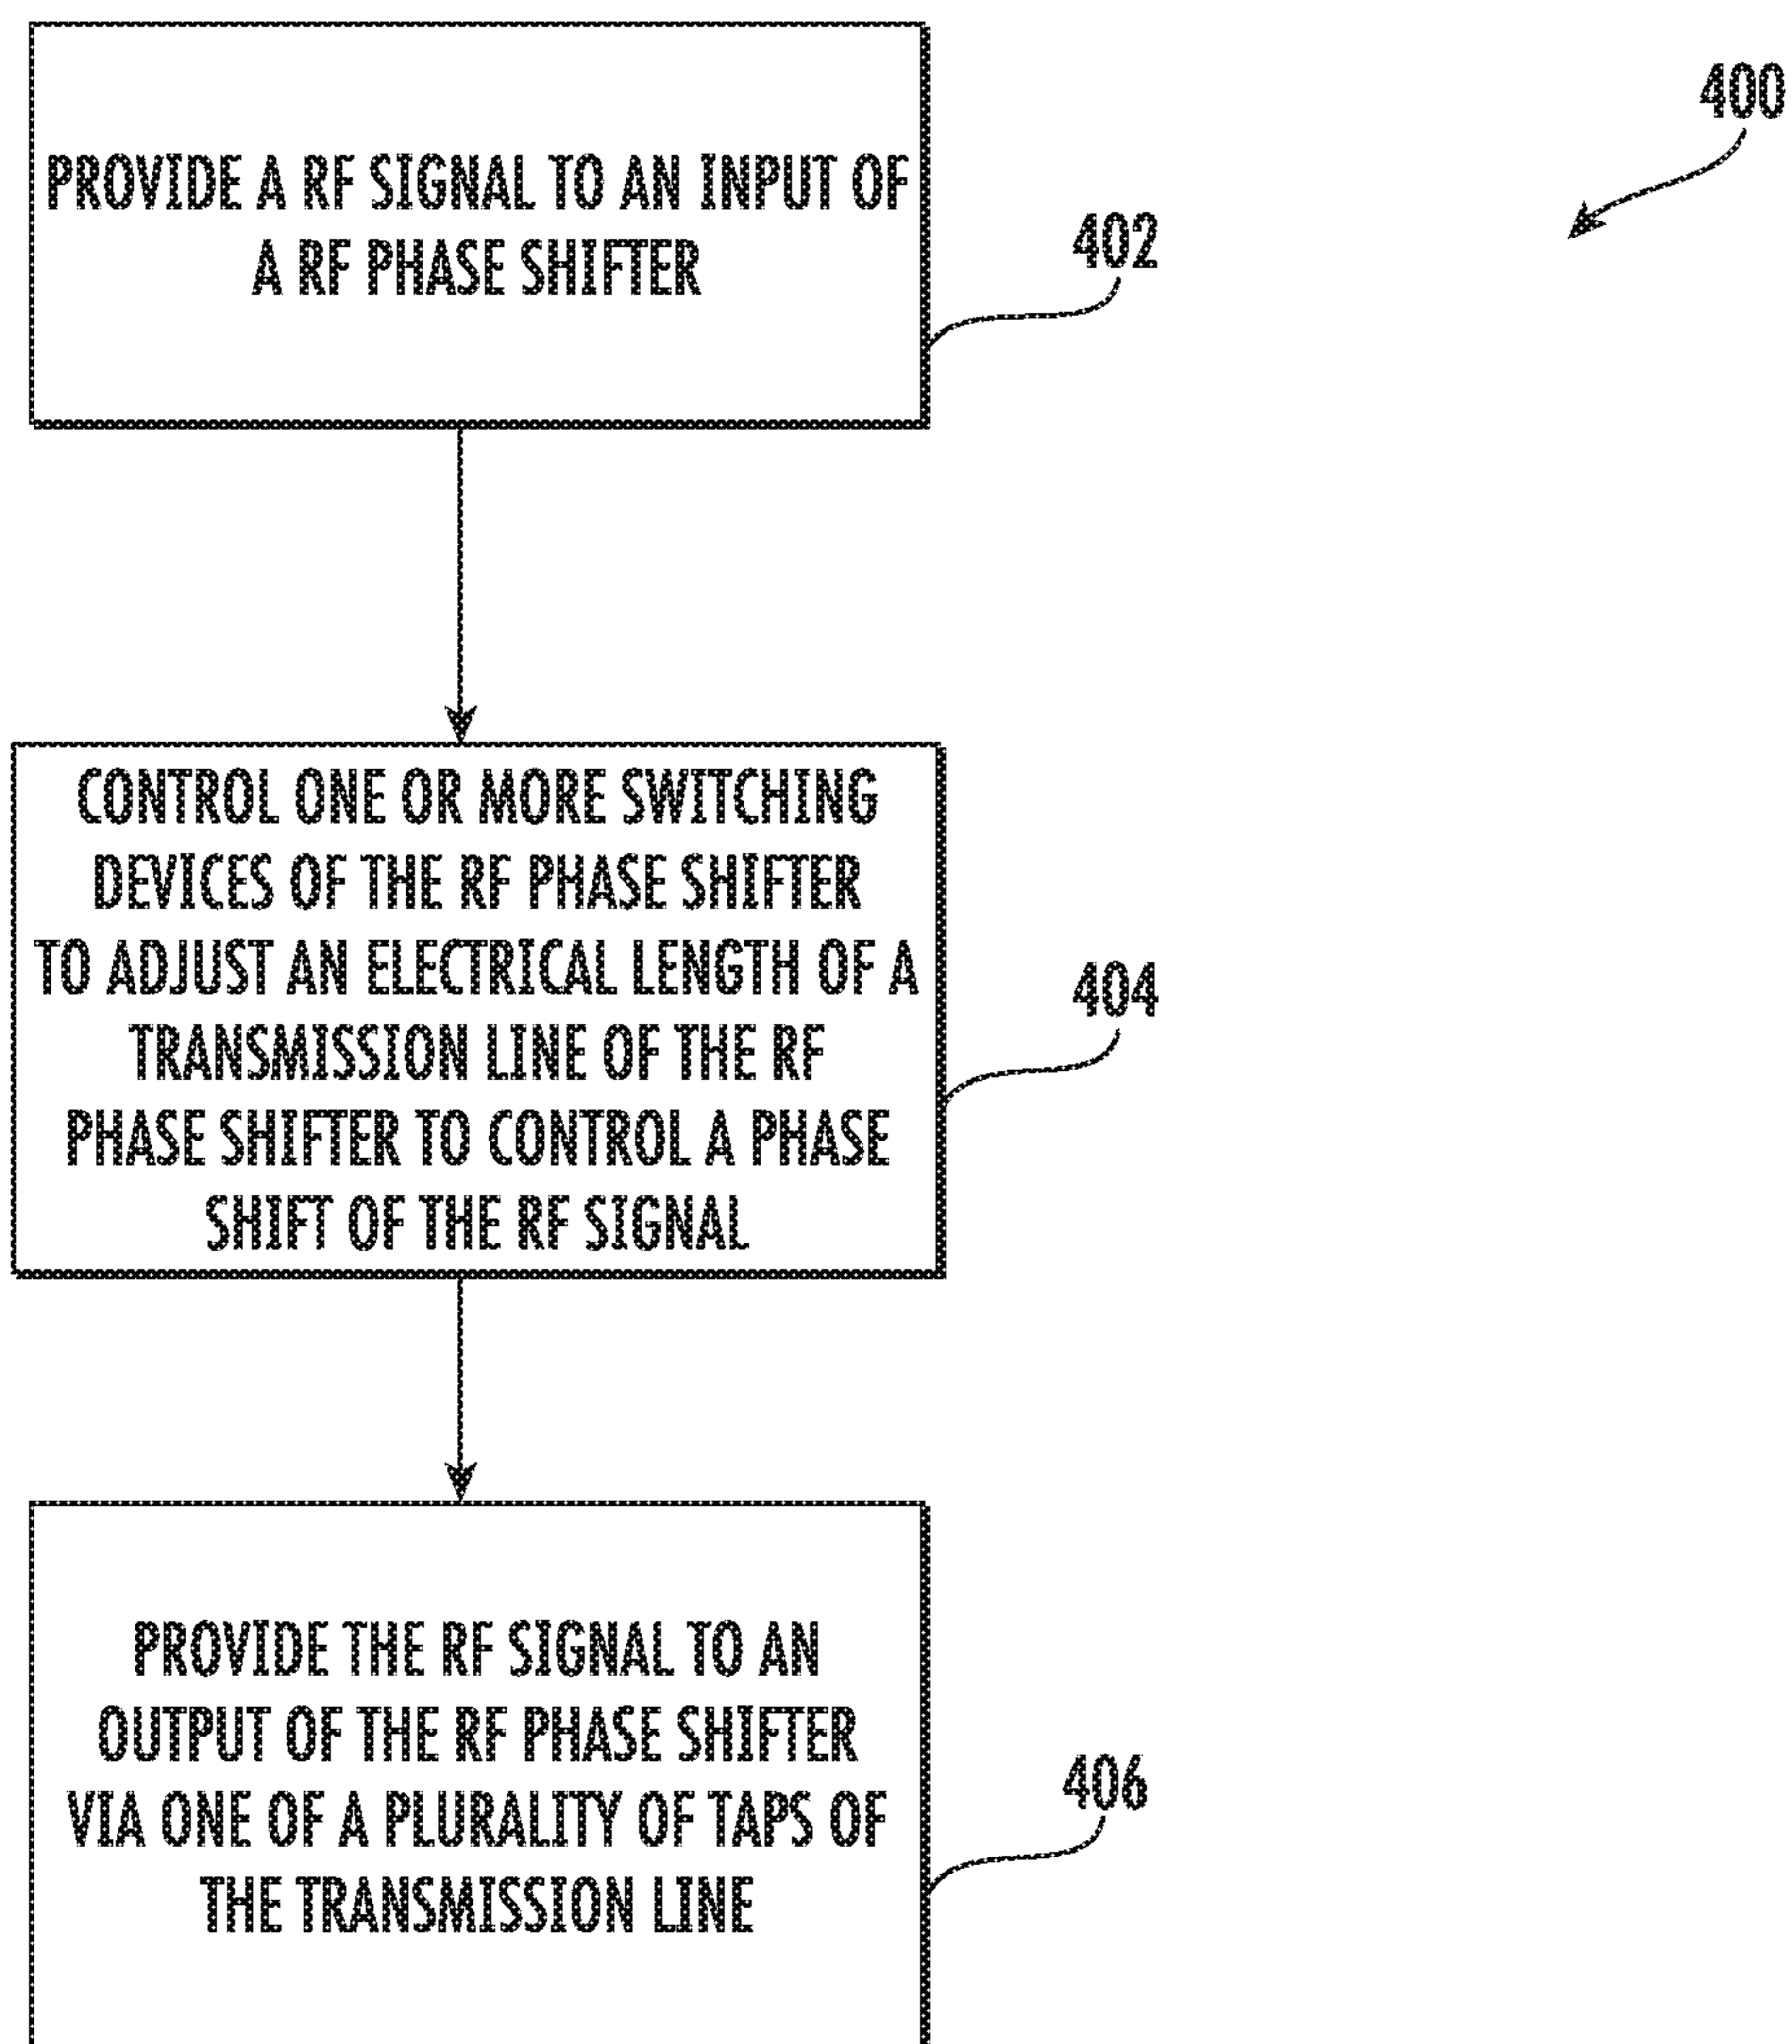 400
PROVIDE A RF SIGNAL TO AN INPUT OF
A RF PHASE SHIFTER
402
CONTROL ONE OR MORE SWITCHING
DEVICES OF THE RF PHASE SHIFTER
TO ADJUST AN ELECTRICAL LENGTH OF A
TRANSMISSION LINE OF THE RF
PHASE SHIFTER TO CONTROL A PHASE
SHIFT OF THE RF SIGNAL
404
PROVIDE THE RF SIGNAL TO AN
OUTPUT OF THE RF PHASE SHIFTER
VIA ONE OF A PLURALITY OF TAPS OF
THE TRANSMISSION LINE
406